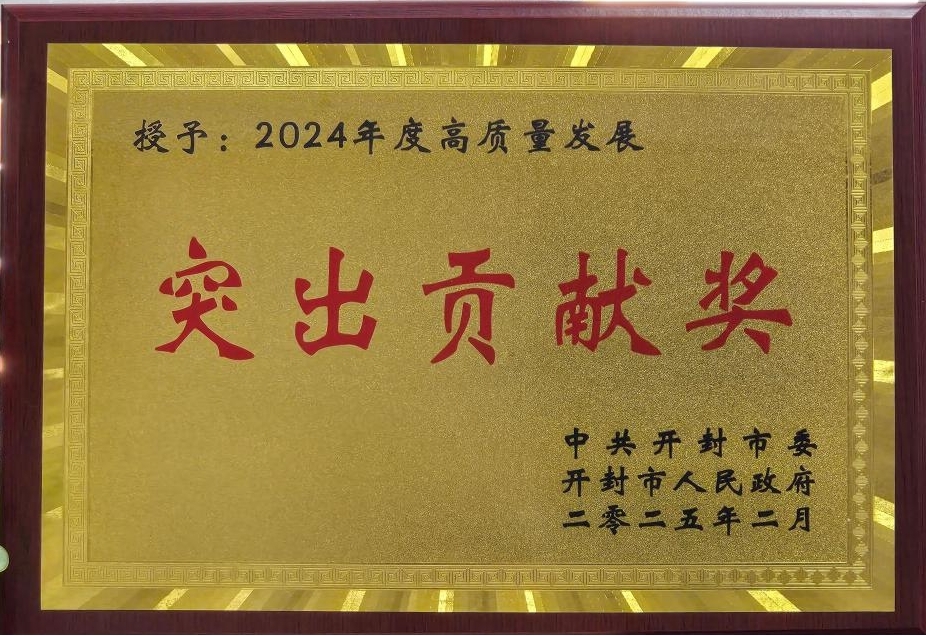 授予：2024年度高质量发展
突出贡献奖
中共开封市委
开封市人民政府
二零二五年二月